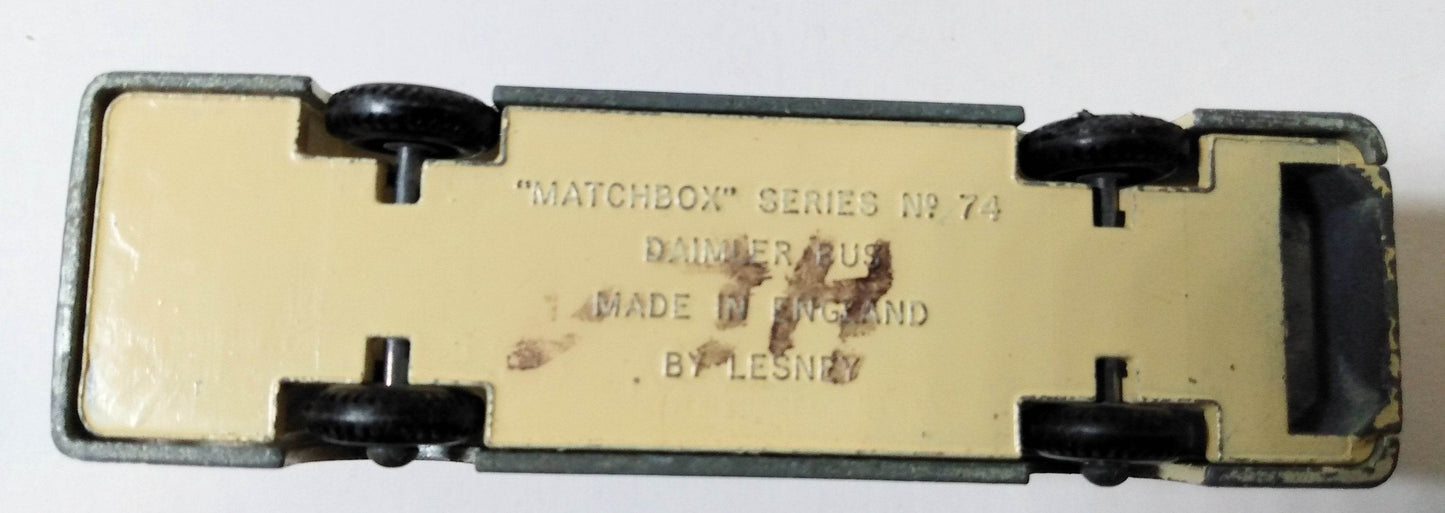 "MATCHBOX" SERIES Nº 74
DAIMLER BUS
MADE IN ENGLAND
BY LESNEY